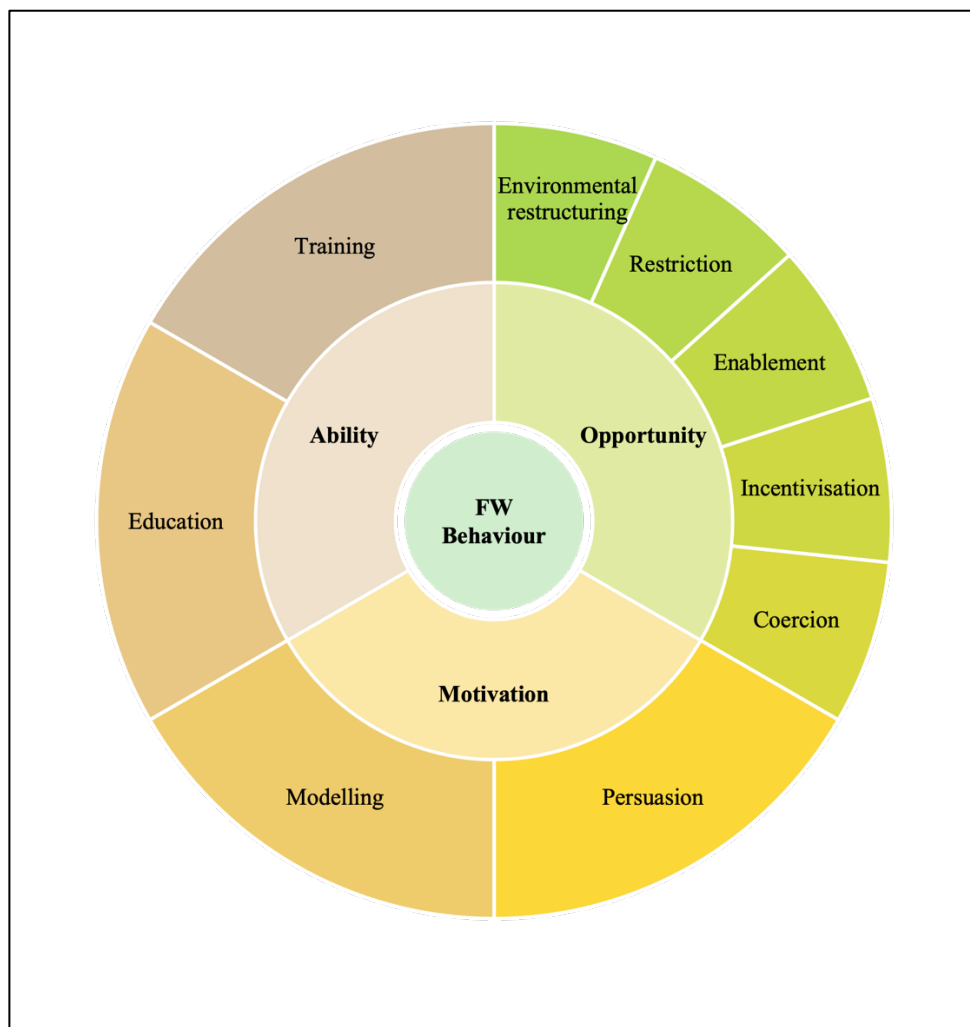 Environmental
restructuring
Training
Restriction
Enablement
Ability
Opportunity
Incentivisation
FW
Behaviour
Education
Coercion
Motivation
Modelling
Persuasion